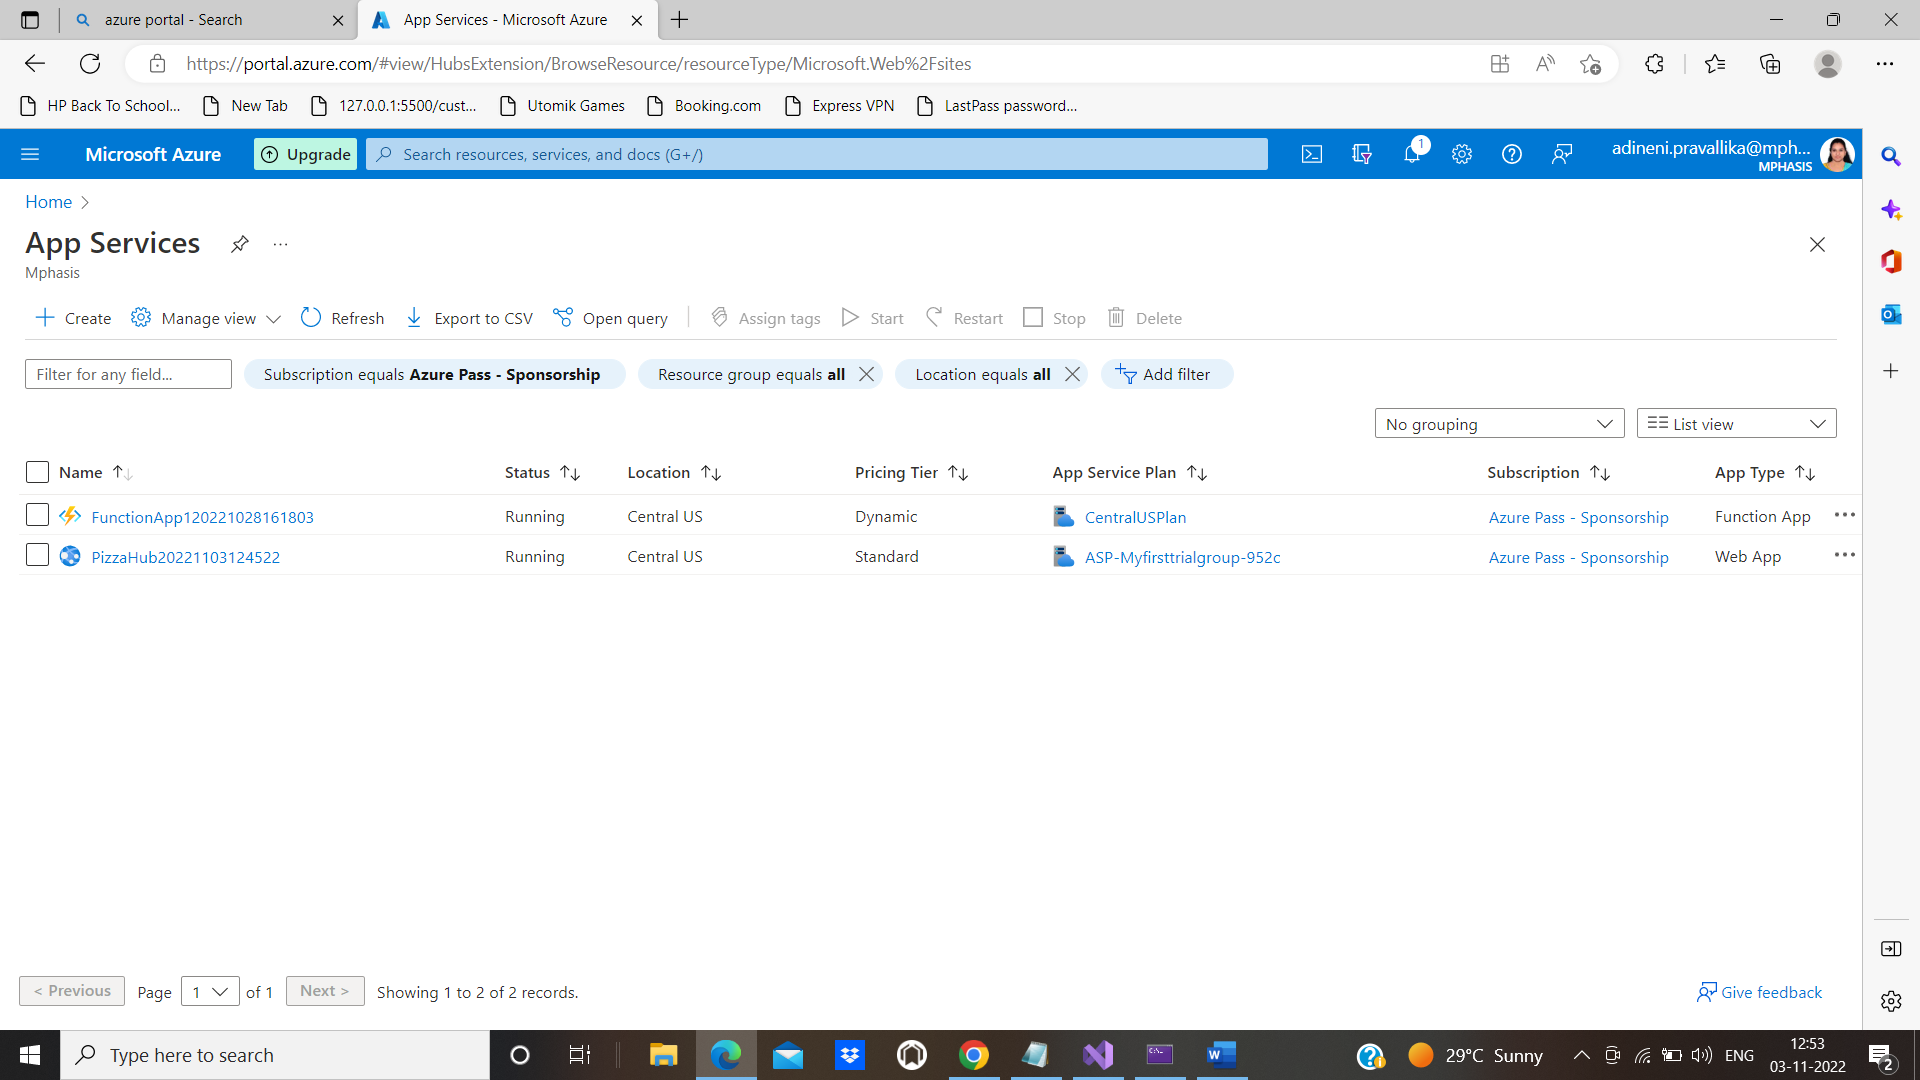 azure portal - Search
App Services - Microsoft Azure
https://portal.azure.com/#view/HubsExtension/BrowseResource/resourceType/Microsoft.Web%2Fsites
HP Back To School...
New Tab
127.0.0.1:5500/cust...
Utomik Games
Booking.com
Express VPN
LastPass password...
Microsoft Azure
Upgrade
Search resources, services, and docs (G+/)
1
adineni.pravallika@mph...
MPHASIS
Home
App Services
Mphasis
Create
Manage view
Refresh
Export to CSV
Open query
Assign tags
Start
Restart
Stop
Delete
Filter for any field...
Subscription equals Azure Pass - Sponsorship
Resource group equals all
Location equals all
Add filter
No grouping
List view
Name
Status
Location
Pricing Tier
App Service Plan
Subscription
App Type
FunctionApp120221028161803
Running
Central US
Dynamic
CentralUSPlan
Azure Pass - Sponsorship
Function App
PizzaHub20221103124522
Running
Central US
Standard
ASP-Myfirsttrialgroup-952c
Azure Pass - Sponsorship
Web App
< Previous
Page
1
of 1
Next >
Showing 1 to 2 of 2 records.
Give feedback
Type here to search
29°C Sunny
ENG
12:53
03-11-2022
2